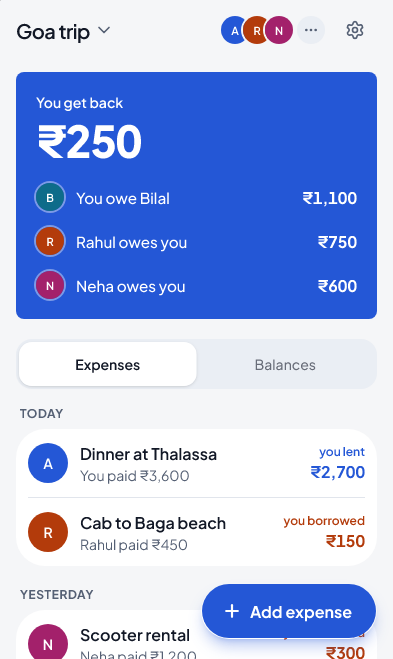 Goa trip
A R N ...
You get back
₹250
B You owe Bilal ₹1,100
R Rahul owes you ₹750
N Neha owes you ₹600
Expenses Balances
TODAY
A Dinner at Thalassa you lent
You paid ₹3,600 ₹2,700
R Cab to Baga beach you borrowed
Rahul paid ₹450 ₹150
YESTERDAY
+ Add expense
N Scooter rental
Neha paid ₹1,200 ₹300